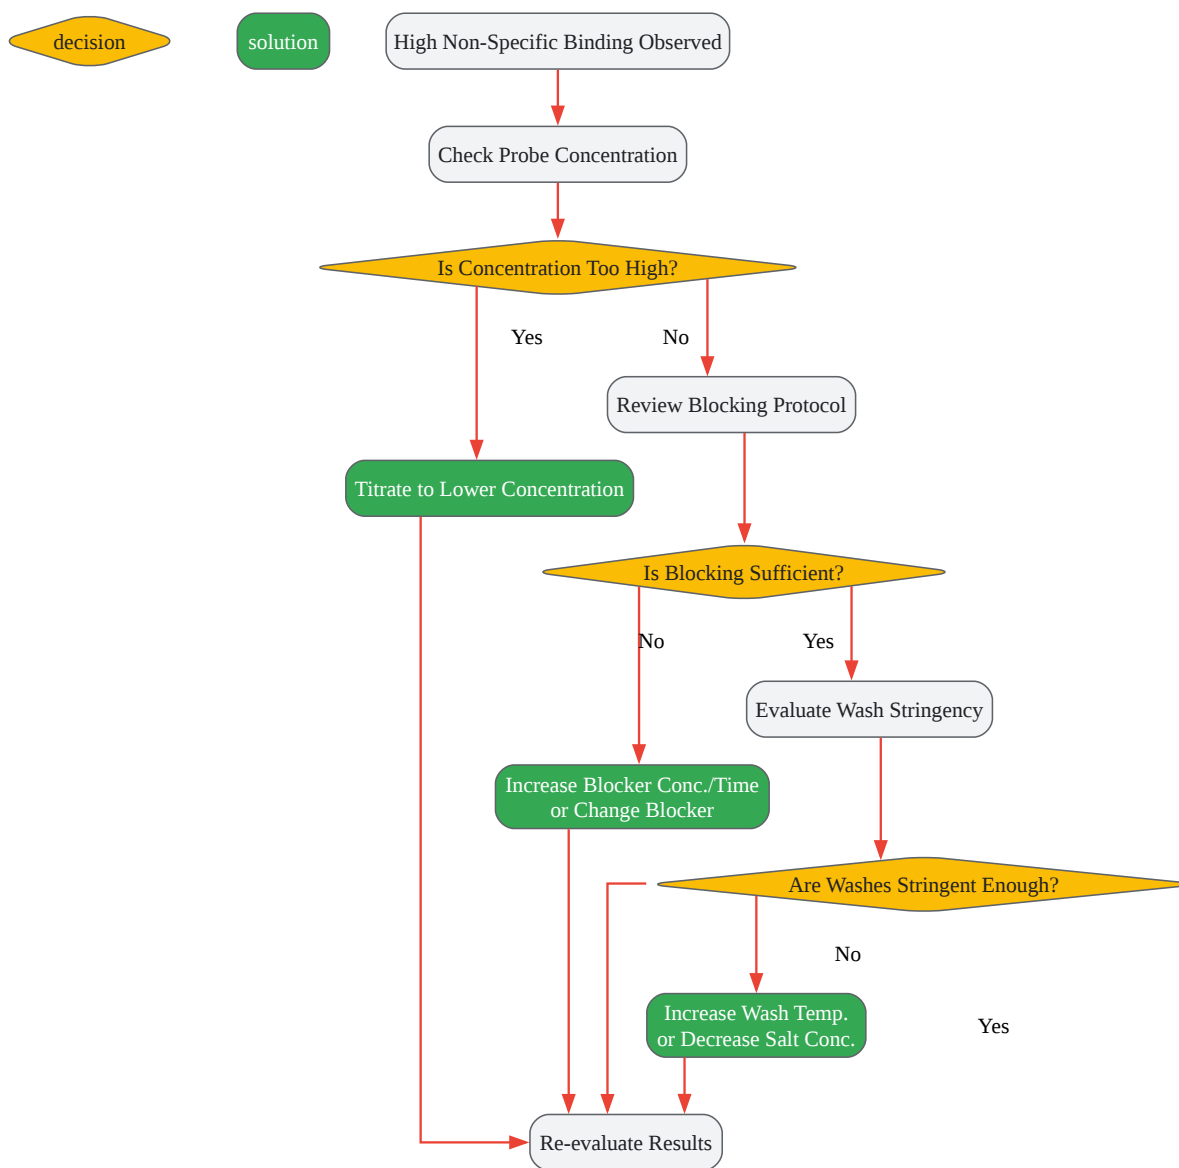 decision
solution
High Non-Specific Binding Observed
Check Probe Concentration
Is Concentration Too High?
Yes
No
Review Blocking Protocol
Titrate to Lower Concentration
Is Blocking Sufficient?
No
Yes
Evaluate Wash Stringency
Increase Blocker Conc./Time
or Change Blocker
Are Washes Stringent Enough?
No
Increase Wash Temp.
or Decrease Salt Conc.
Yes
Re-evaluate Results